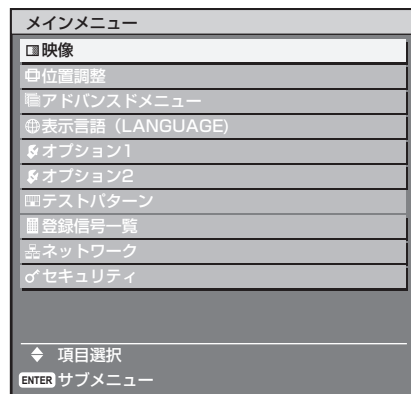 メインメニュー
映像
位置調整
アドバンスドメニュー
表示言語（LANGUAGE)
オプション1
オプション2
テストパターン
登録信号一覧
ネットワーク
セキュリティ
項目選択
ENTER サブメニュー